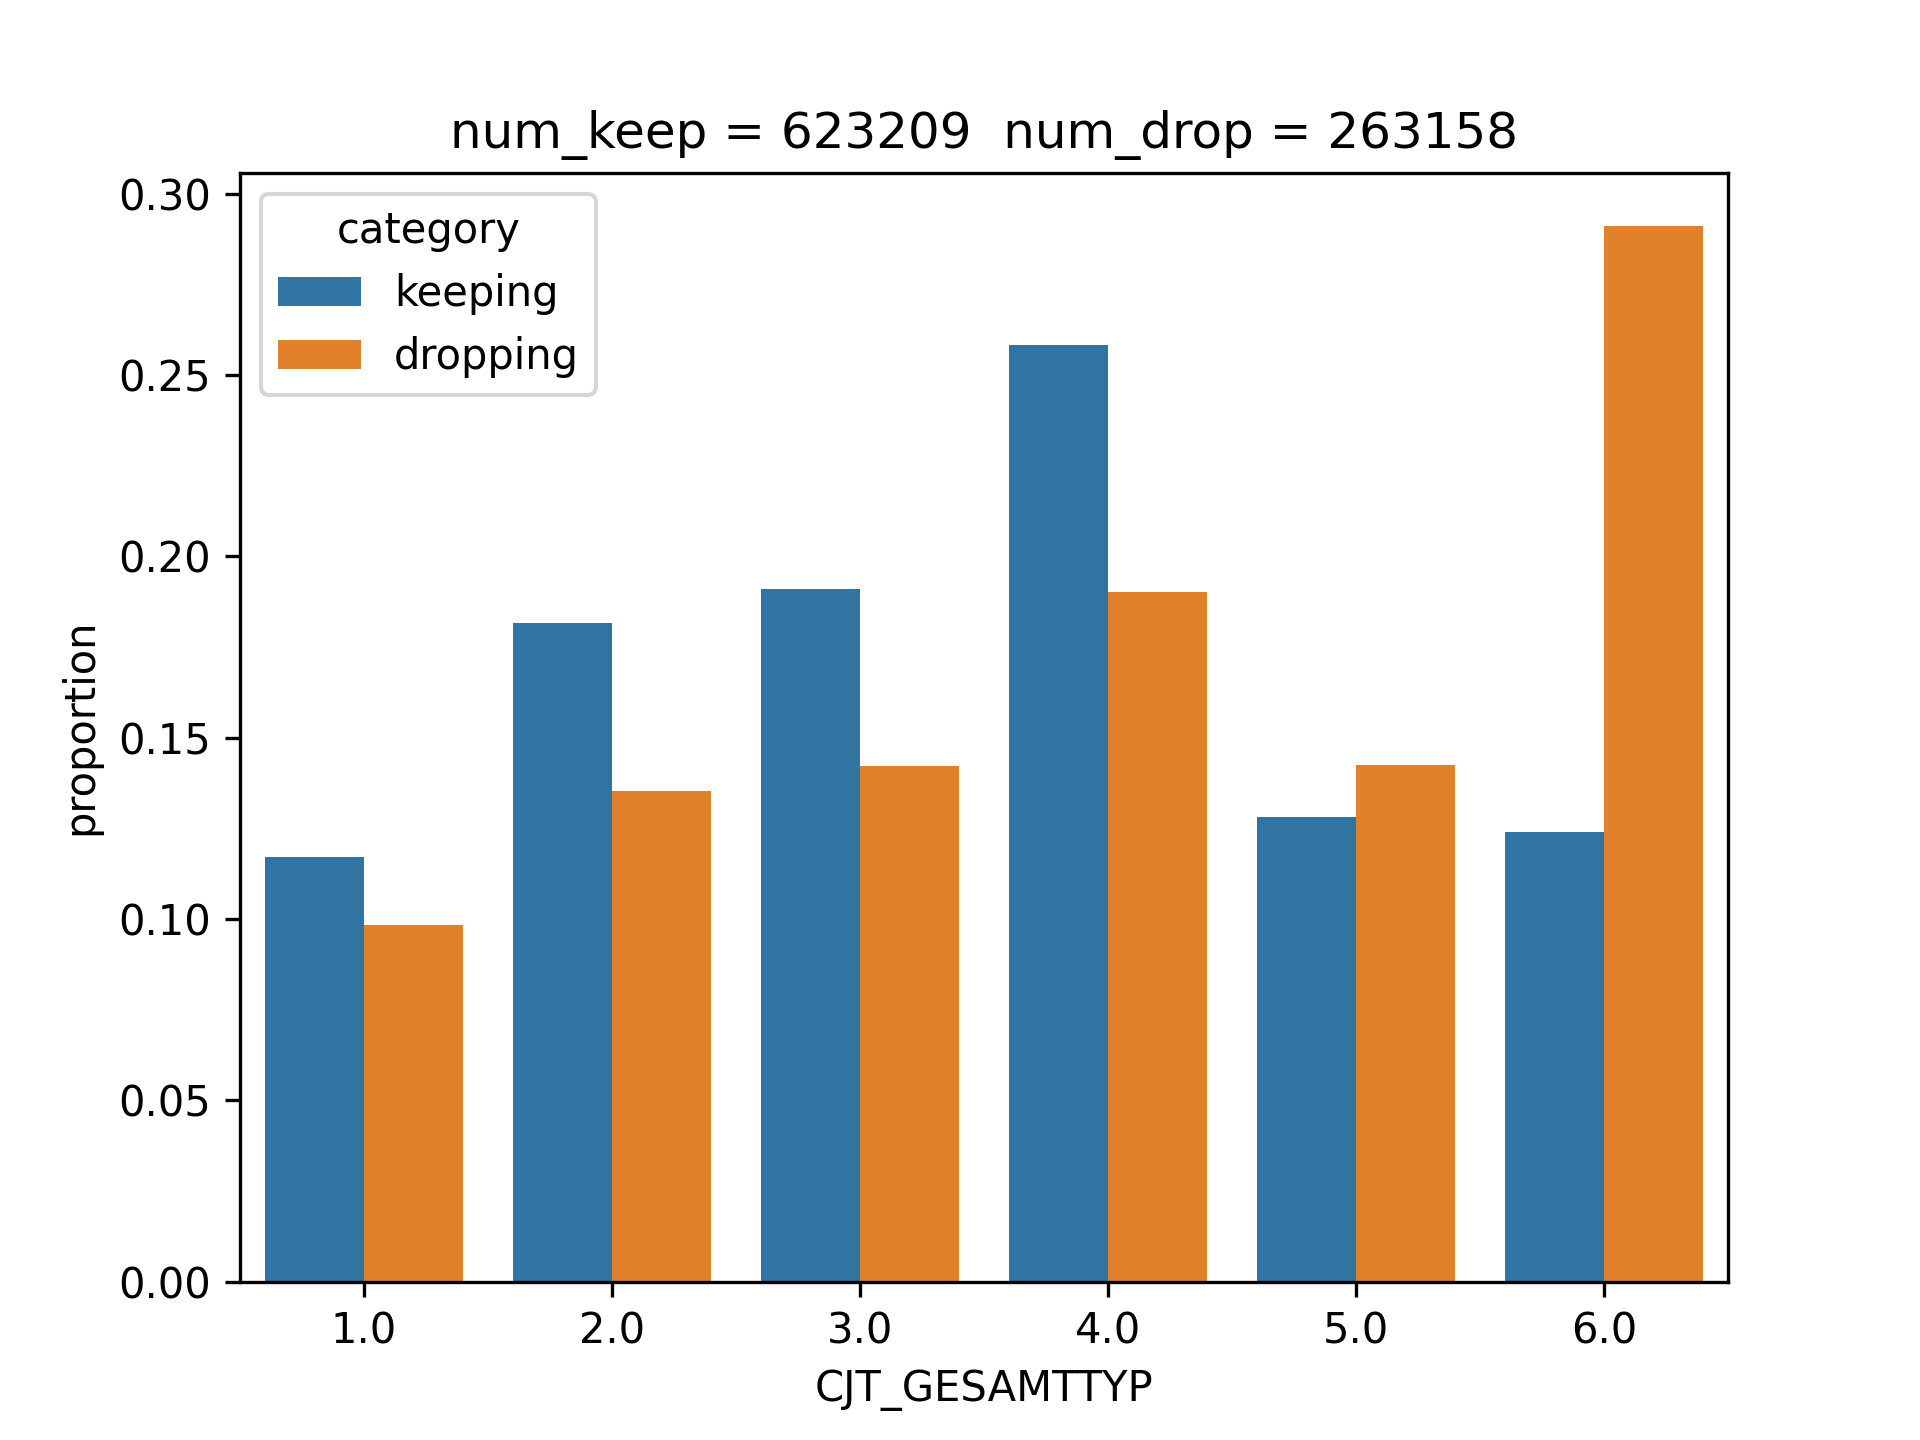 num_keep = 623209  num_drop = 263158
category
keeping
dropping
proportion
0.30
0.25
0.20
0.15
0.10
0.05
0.00
1.0 2.0 3.0 4.0 5.0 6.0
CJT_GESAMTTYP